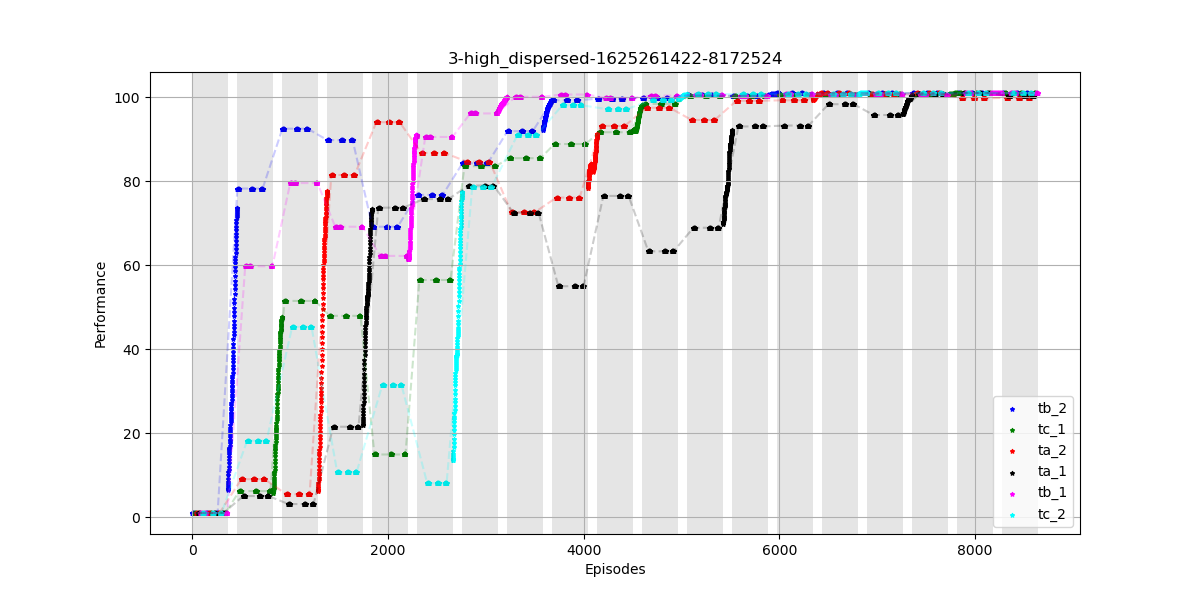 3-high_dispersed-1625261422-8172524
100
80
60
40
20
0
Performance
0 2000 4000 6000 8000
Episodes
tb_2
tc_1
ta_2
ta_1
tb_1
tc_2